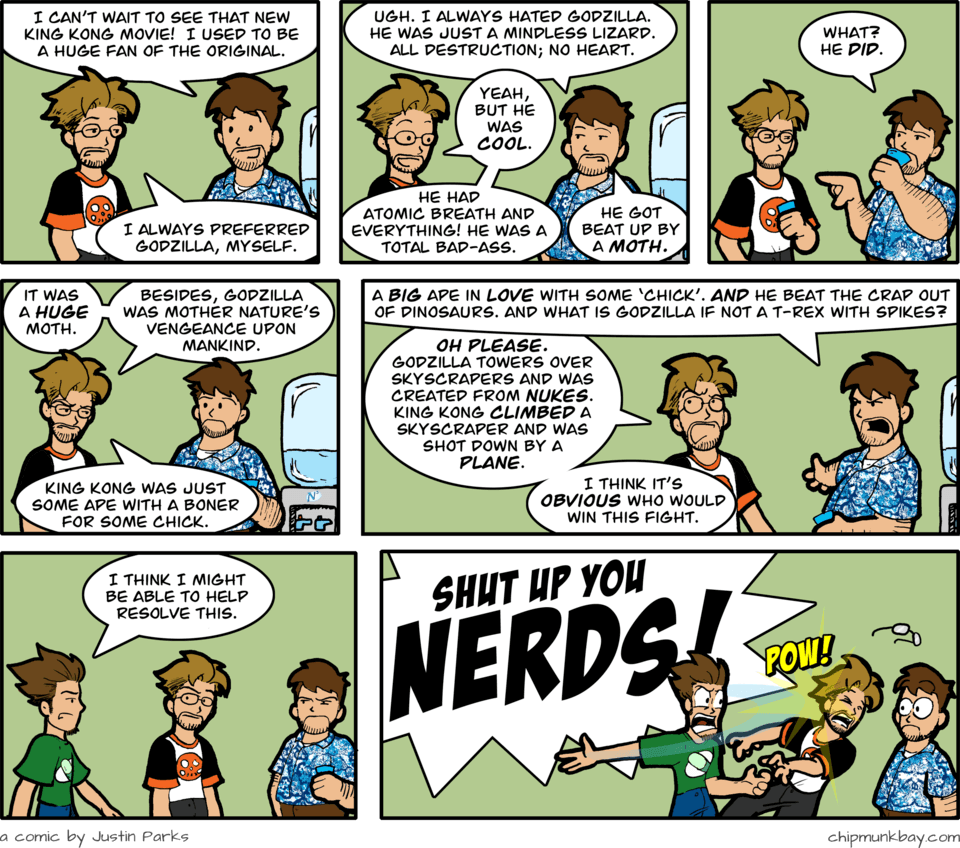 I CAN'T WAIT TO SEE THAT NEW
KING KONG MOVIE! I USED TO BE
A HUGE FAN OF THE ORIGINAL.
I ALWAYS PREFERRED
GODZILLA, MYSELF.
UGH. I ALWAYS HATED GODZILLA.
HE WAS JUST A MINDLESS LIZARD.
ALL DESTRUCTION; NO HEART.
YEAH,
BUT HE
WAS
COOL.
HE HAD
ATOMIC BREATH AND
EVERYTHING! HE WAS A
TOTAL BAD-ASS.
HE GOT
BEAT UP BY
A MOTH.
WHAT?
HE DID.
IT WAS
A HUGE
MOTH.
BESIDES, GODZILLA
WAS MOTHER NATURE'S
VENGEANCE UPON
MANKIND.
KING KONG WAS JUST
SOME APE WITH A BONER
FOR SOME CHICK.
N
A BIG APE IN LOVE WITH SOME 'CHICK'. AND HE BEAT THE CRAP OUT
OF DINOSAURS. AND WHAT IS GODZILLA IF NOT A T-REX WITH SPIKES?
OH PLEASE.
GODZILLA TOWERS OVER
SKYSCRAPERS AND WAS
CREATED FROM NUKES.
KING KONG CLIMBED A
SKYSCRAPER AND WAS
SHOT DOWN BY A
PLANE.
I THINK IT'S
OBVIOUS WHO WOULD
WIN THIS FIGHT.
I THINK I MIGHT
BE ABLE TO HELP
RESOLVE THIS.
SHUT UP YOU
NERDS!
POW!
a comic by Justin Parks
chipmunkbay.com